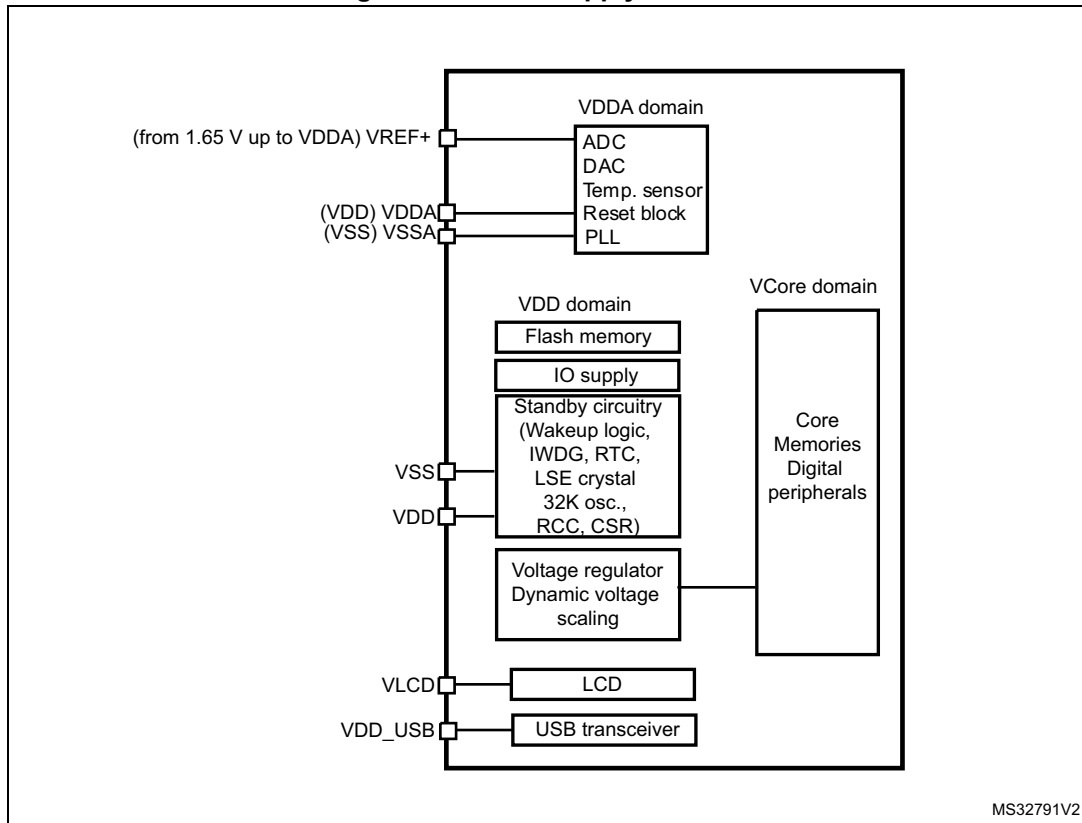 (from 1.65 V up to VDDA) VREF+
(VDD) VDDA
(VSS) VSSA
VDDA domain
ADC
DAC
Temp. sensor
Reset block
PLL
VDD domain
Flash memory
IO supply
Standby circuitry
(Wakeup logic,
IWDG, RTC,
LSE crystal
32K osc.,
RCC, CSR)
VSS
VDD
Voltage regulator
Dynamic voltage
scaling
VCore domain
Core
Memories
Digital
peripherals
VLCD
LCD
VDD_USB
USB transceiver
MS32791V2